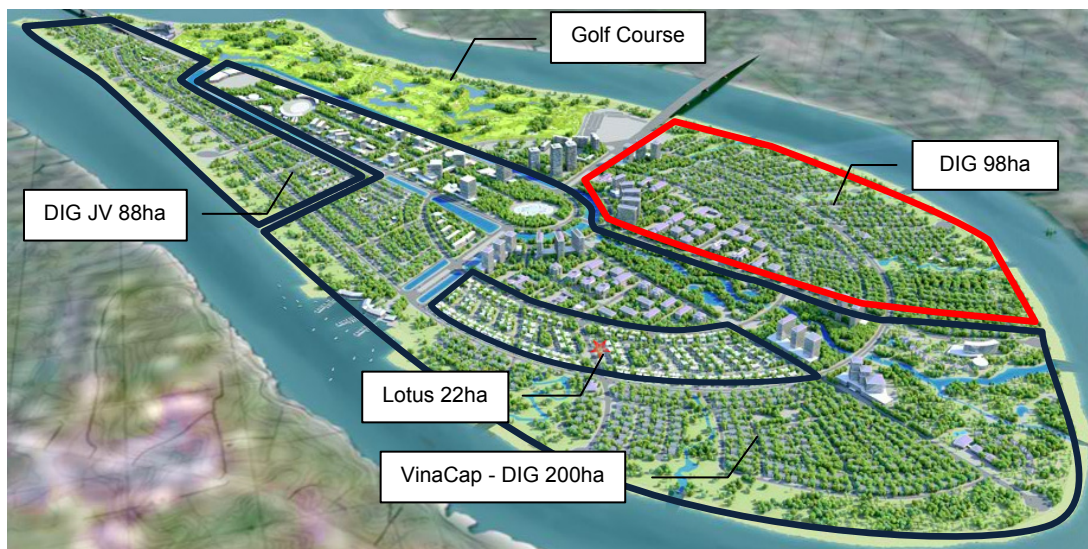 Golf Course
DIG 98ha
DIG JV 88ha
Lotus 22ha
VinaCap - DIG 200ha